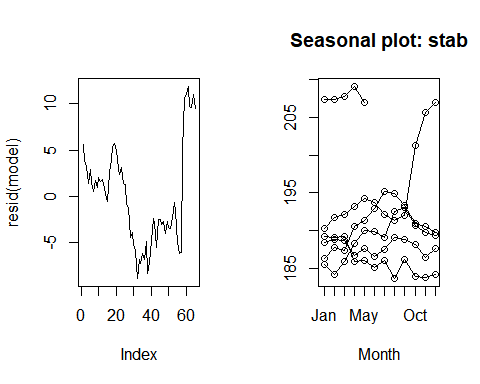 Seasonal plot: stab
resid(model)
10
5
0
-5
0
20
40
60
Index
205
195
185
Jan
May
Oct
Month